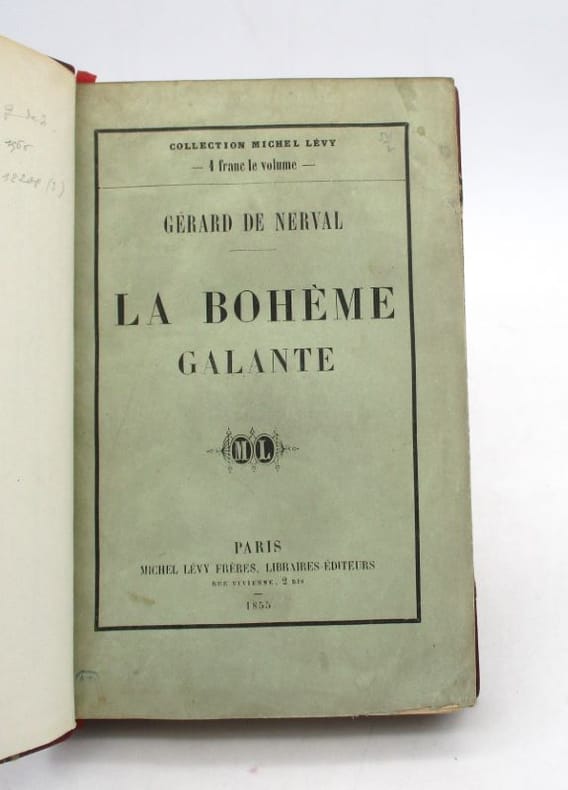 COLLECTION MICHEL LÉVY
— 1 franc le volume —
GÉRARD DE NERVAL
LA BOHÈME
GALANTE
ML
PARIS
MICHEL LÉVY FRÈRES, LIBRAIRES-ÉDITEURS
RUE VIVIENNE, 2 BIS
—
1855